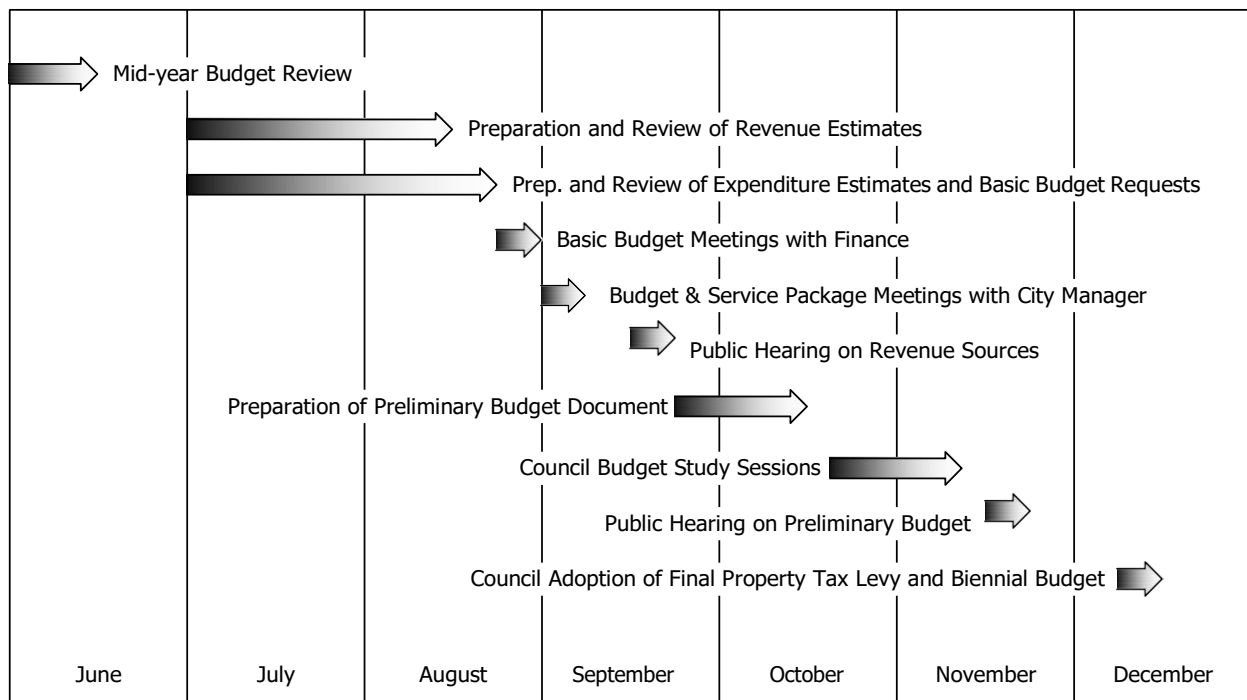 Mid-year Budget Review
Preparation and Review of Revenue Estimates
Prep. and Review of Expenditure Estimates and Basic Budget Requests
Basic Budget Meetings with Finance
Budget & Service Package Meetings with City Manager
Public Hearing on Revenue Sources
Preparation of Preliminary Budget Document
Council Budget Study Sessions
Public Hearing on Preliminary Budget
Council Adoption of Final Property Tax Levy and Biennial Budget
June July August September October November December